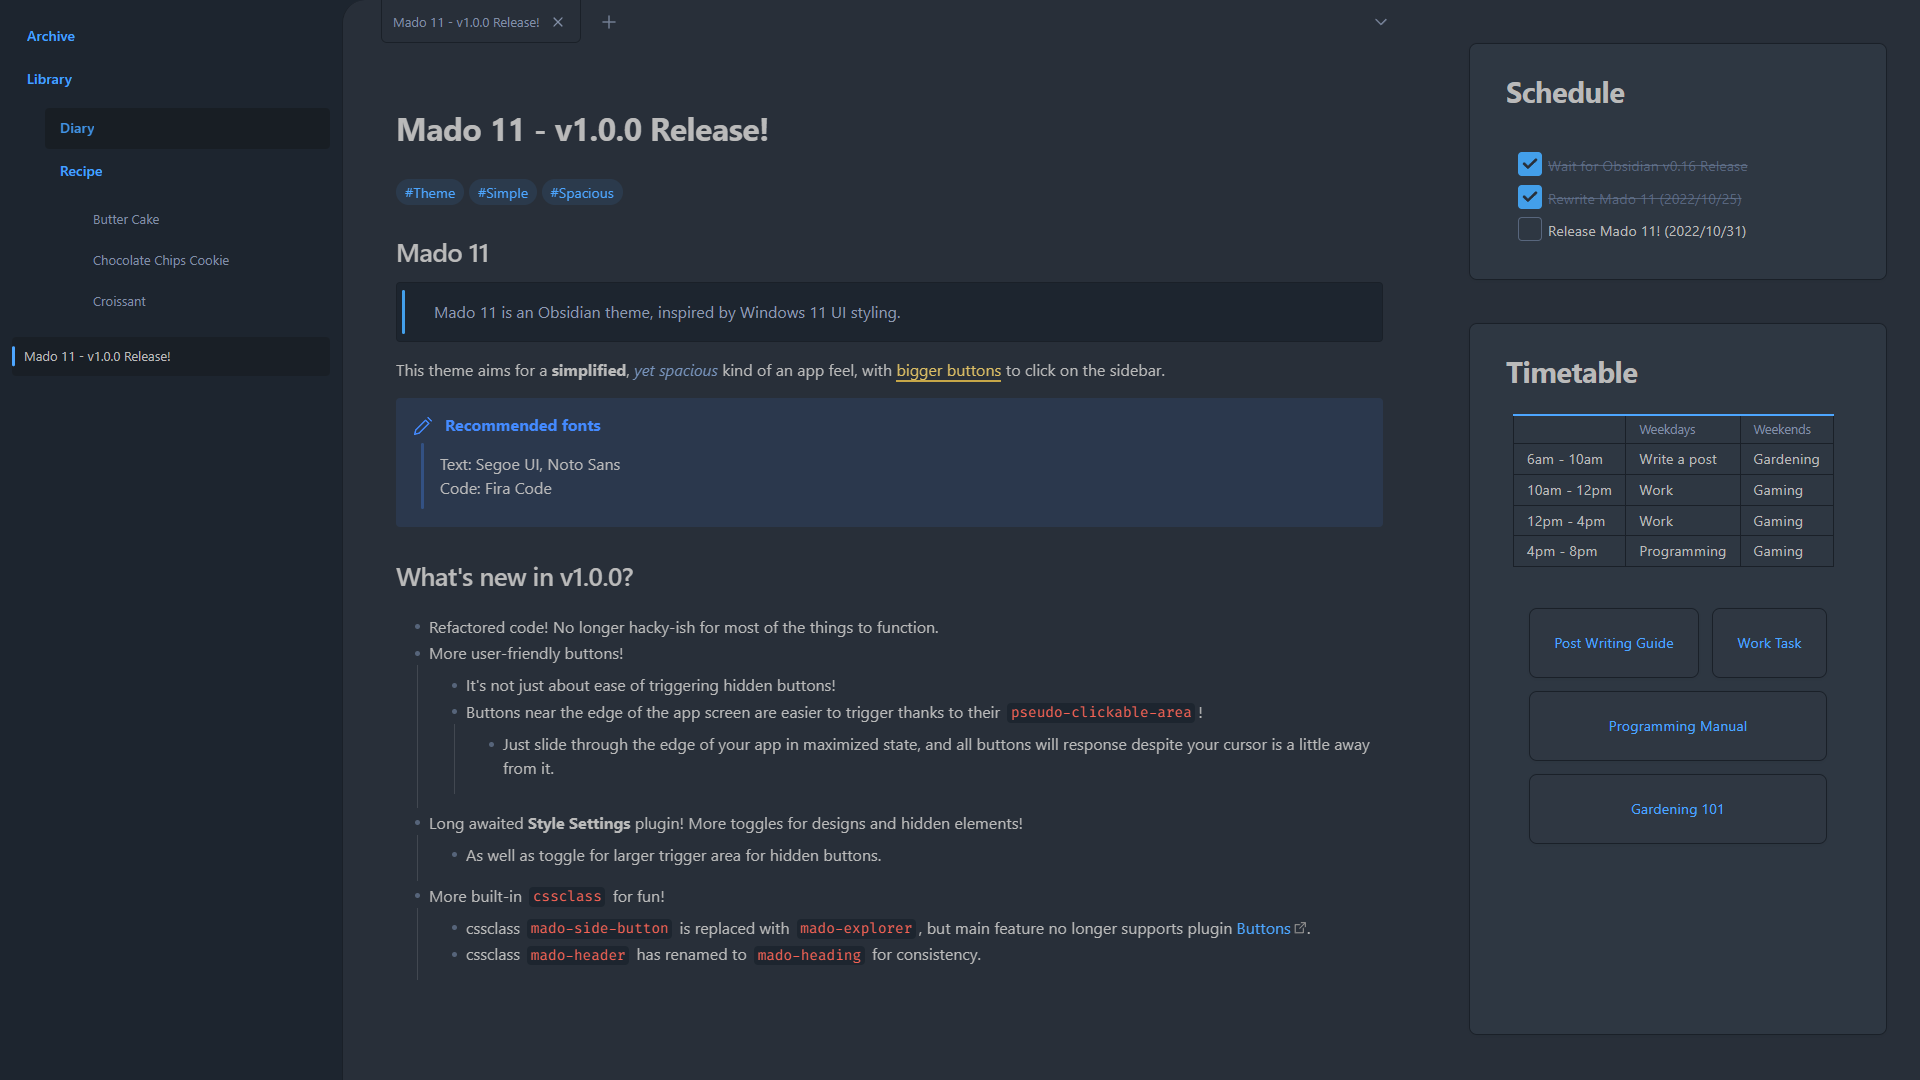 Archive
Library
Diary
Recipe
Butter Cake
Chocolate Chips Cookie
Croissant
Mado 11 - v1.0.0 Release!
Mado 11 - v1.0.0 Release!
Mado 11 - v1.0.0 Release!
#Theme #Simple #Spacious
Mado 11
Mado 11 is an Obsidian theme, inspired by Windows 11 UI styling.
This theme aims for a simplified, yet spacious kind of an app feel, with bigger buttons to click on the sidebar.
Recommended fonts
Text: Segoe UI, Noto Sans
Code: Fira Code
What's new in v1.0.0?
Refactored code! No longer hacky-ish for most of the things to function.
More user-friendly buttons!
It's not just about ease of triggering hidden buttons!
Buttons near the edge of the app screen are easier to trigger thanks to their pseudo-clickable-area !
Just slide through the edge of your app in maximized state, and all buttons will response despite your cursor is a little away
from it.
Long awaited Style Settings plugin! More toggles for designs and hidden elements!
As well as toggle for larger trigger area for hidden buttons.
More built-in cssclass for fun!
cssclass mado-side-button is replaced with mado-explorer , but main feature no longer supports plugin Buttons.
cssclass mado-header has renamed to mado-heading for consistency.
Schedule
Wait for Obsidian v0.16 Release
Rewrite Mado 11 (2022/10/25)
Release Mado 11! (2022/10/31)
Timetable
Weekdays Weekends
6am - 10am Write a post Gardening
10am - 12pm Work Gaming
12pm - 4pm Work Gaming
4pm - 8pm Programming Gaming
Post Writing Guide Work Task
Programming Manual
Gardening 101